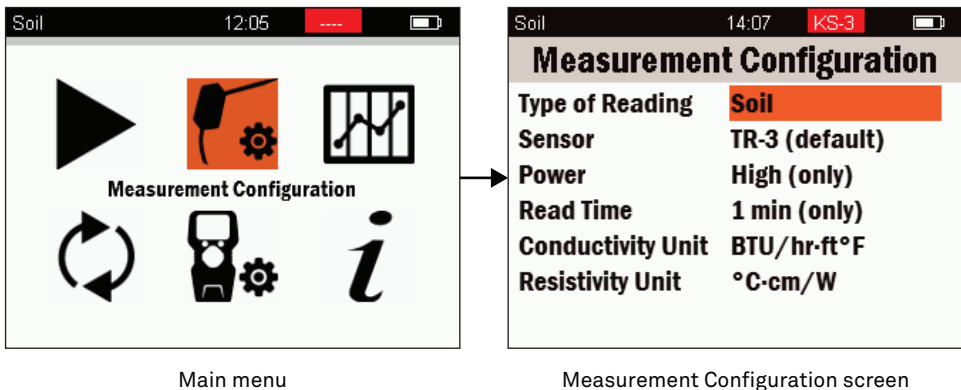 Soil 12:05 ----
Measurement Configuration
Main menu
Soil 14:07 KS-3
Measurement Configuration
Type of Reading Soil
Sensor TR-3 (default)
Power High (only)
Read Time 1 min (only)
Conductivity Unit BTU/hr·ft°F
Resistivity Unit °C·cm/W
Measurement Configuration screen